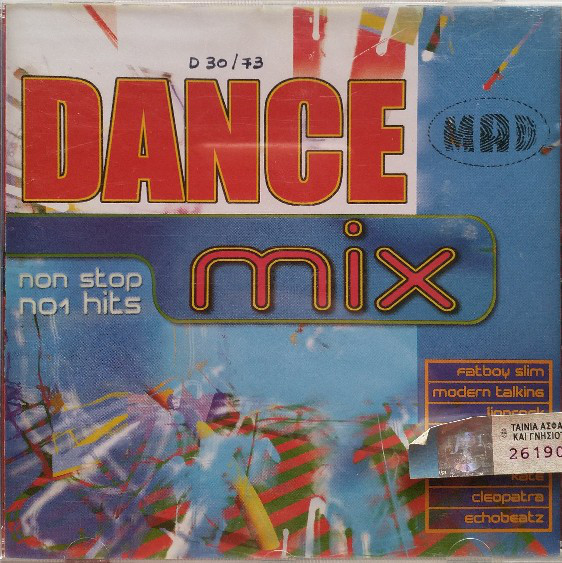 D 30/73
DANCE
MAD
mix
non stop
no1 hits
fatboy slim
modern talking
lionrock
ΤΑΙΝΙΑ ΑΣΦΑ
ΚΑΙ ΓΝΗΣΙΟΤ
26190
kate
cleopatra
echobeatz